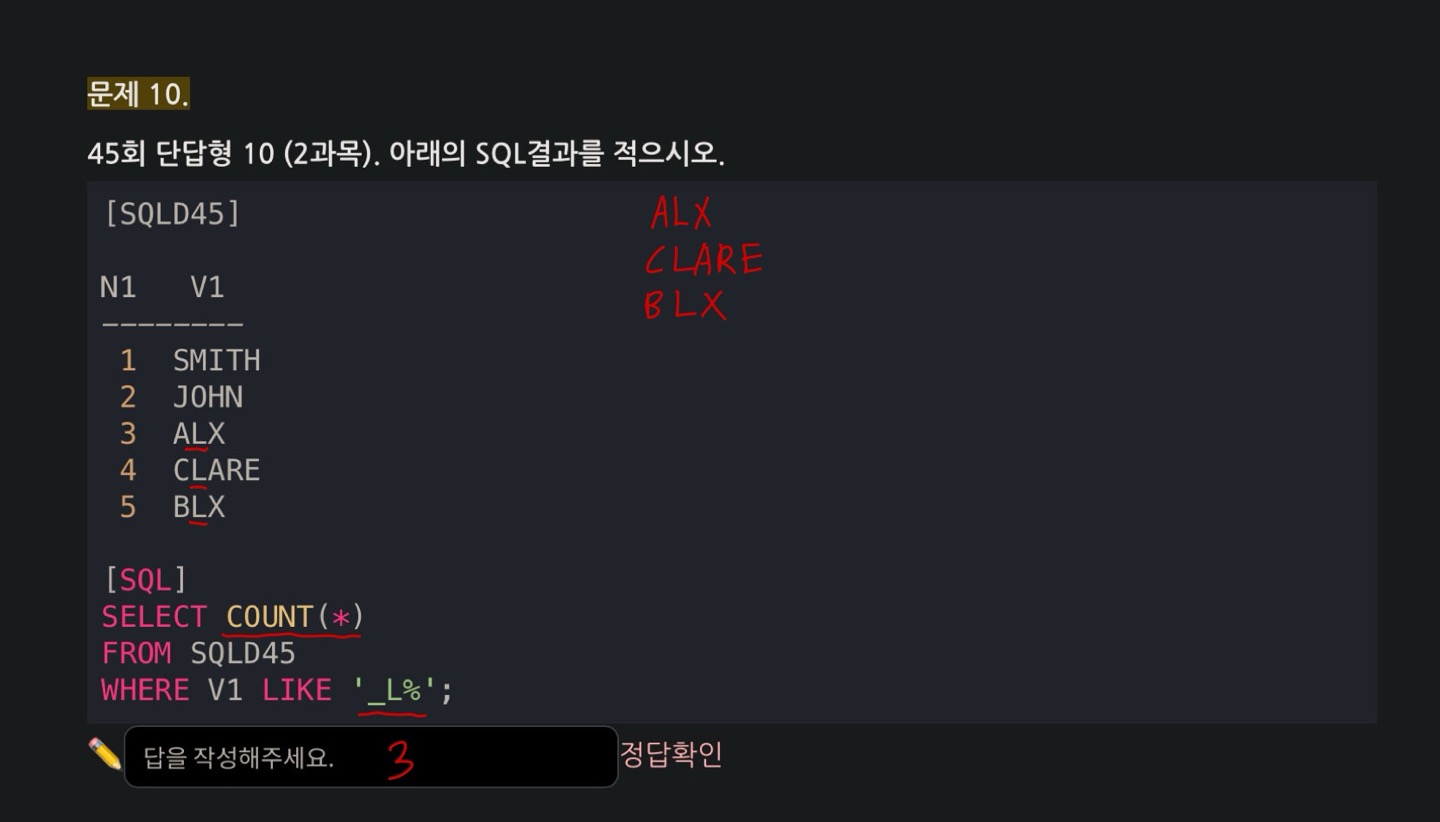 문제 10.
45회 단답형 10 (2과목). 아래의 SQL결과를 적으시오.
[SQLD45]
ALX
CLARE
BLX
N1 V1
--------
1 SMITH
2 JOHN
3 ALX
4 CLARE
5 BLX
[SQL]
SELECT COUNT(*)
FROM SQLD45
WHERE V1 LIKE '_L%';
답을 작성해주세요. 3 정답확인